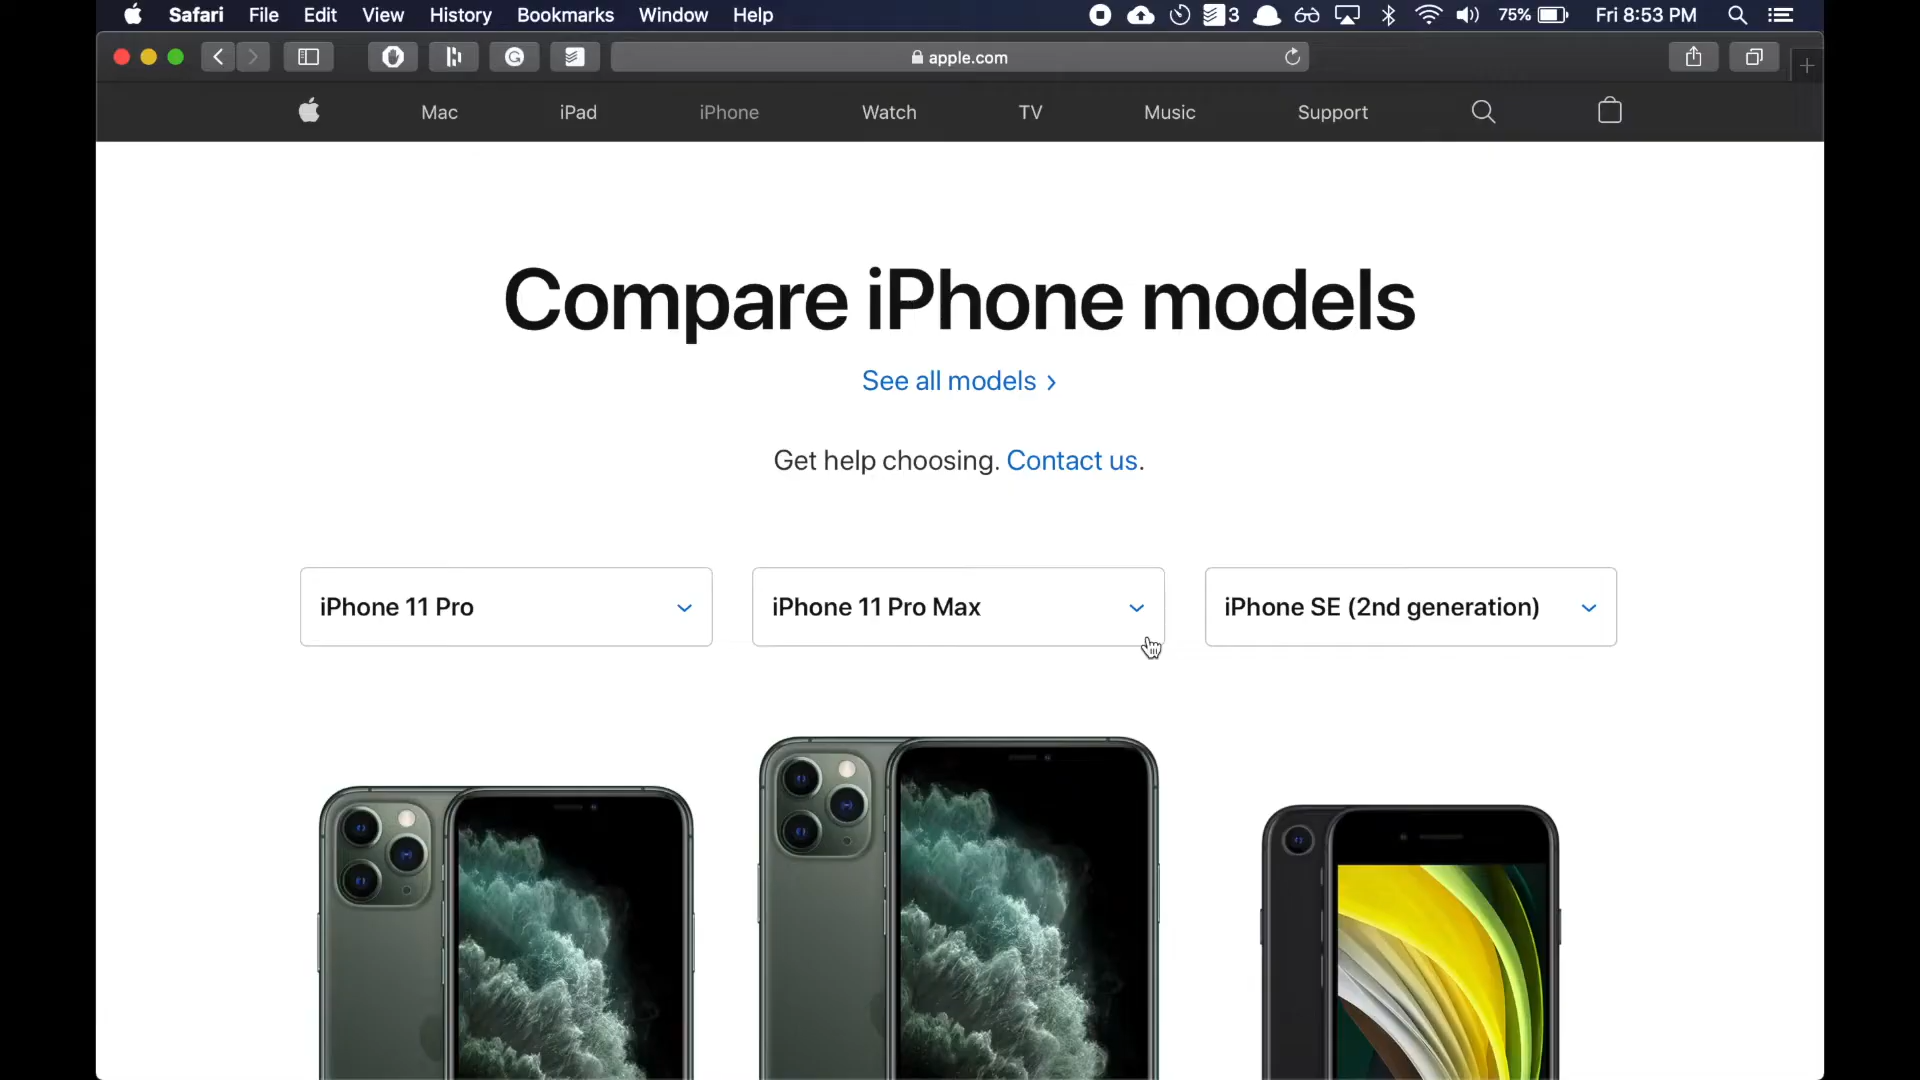 Safari File Edit View History Bookmarks Window Help 3 75% Fri 8:53 PM
apple.com
Mac iPad iPhone Watch TV Music Support
Compare iPhone models
See all models >
Get help choosing. Contact us.
iPhone 11 Pro iPhone 11 Pro Max iPhone SE (2nd generation)